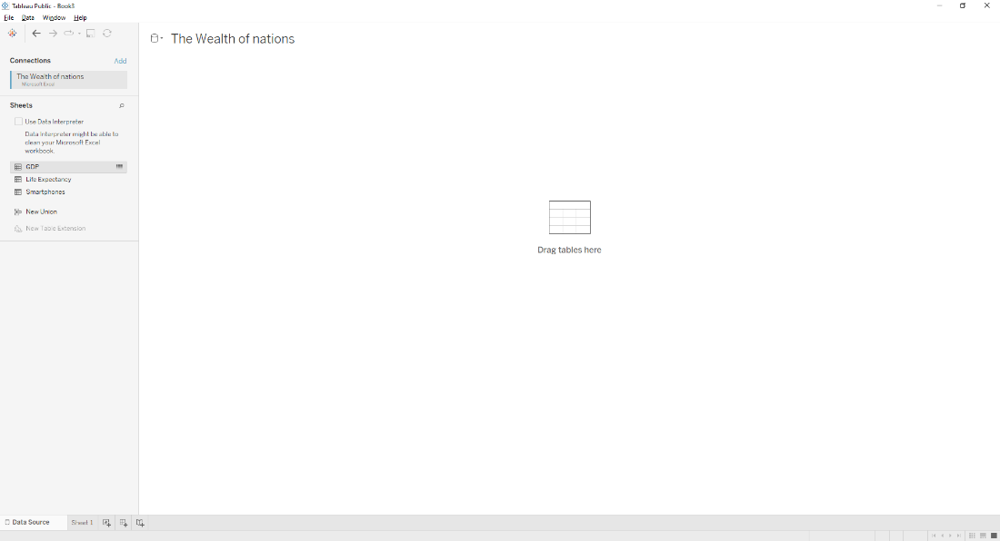 Tableau Public - Book3
File Data Window Help
The Wealth of nations
Connections Add
The Wealth of nations
Microsoft Excel
Sheets
Use Data Interpreter
Data Interpreter might be able to
clean your Microsoft Excel
workbook.
GDP
Life Expectancy
Smartphones
New Union
New Table Extension
Drag tables here
Data Source Sheet 1